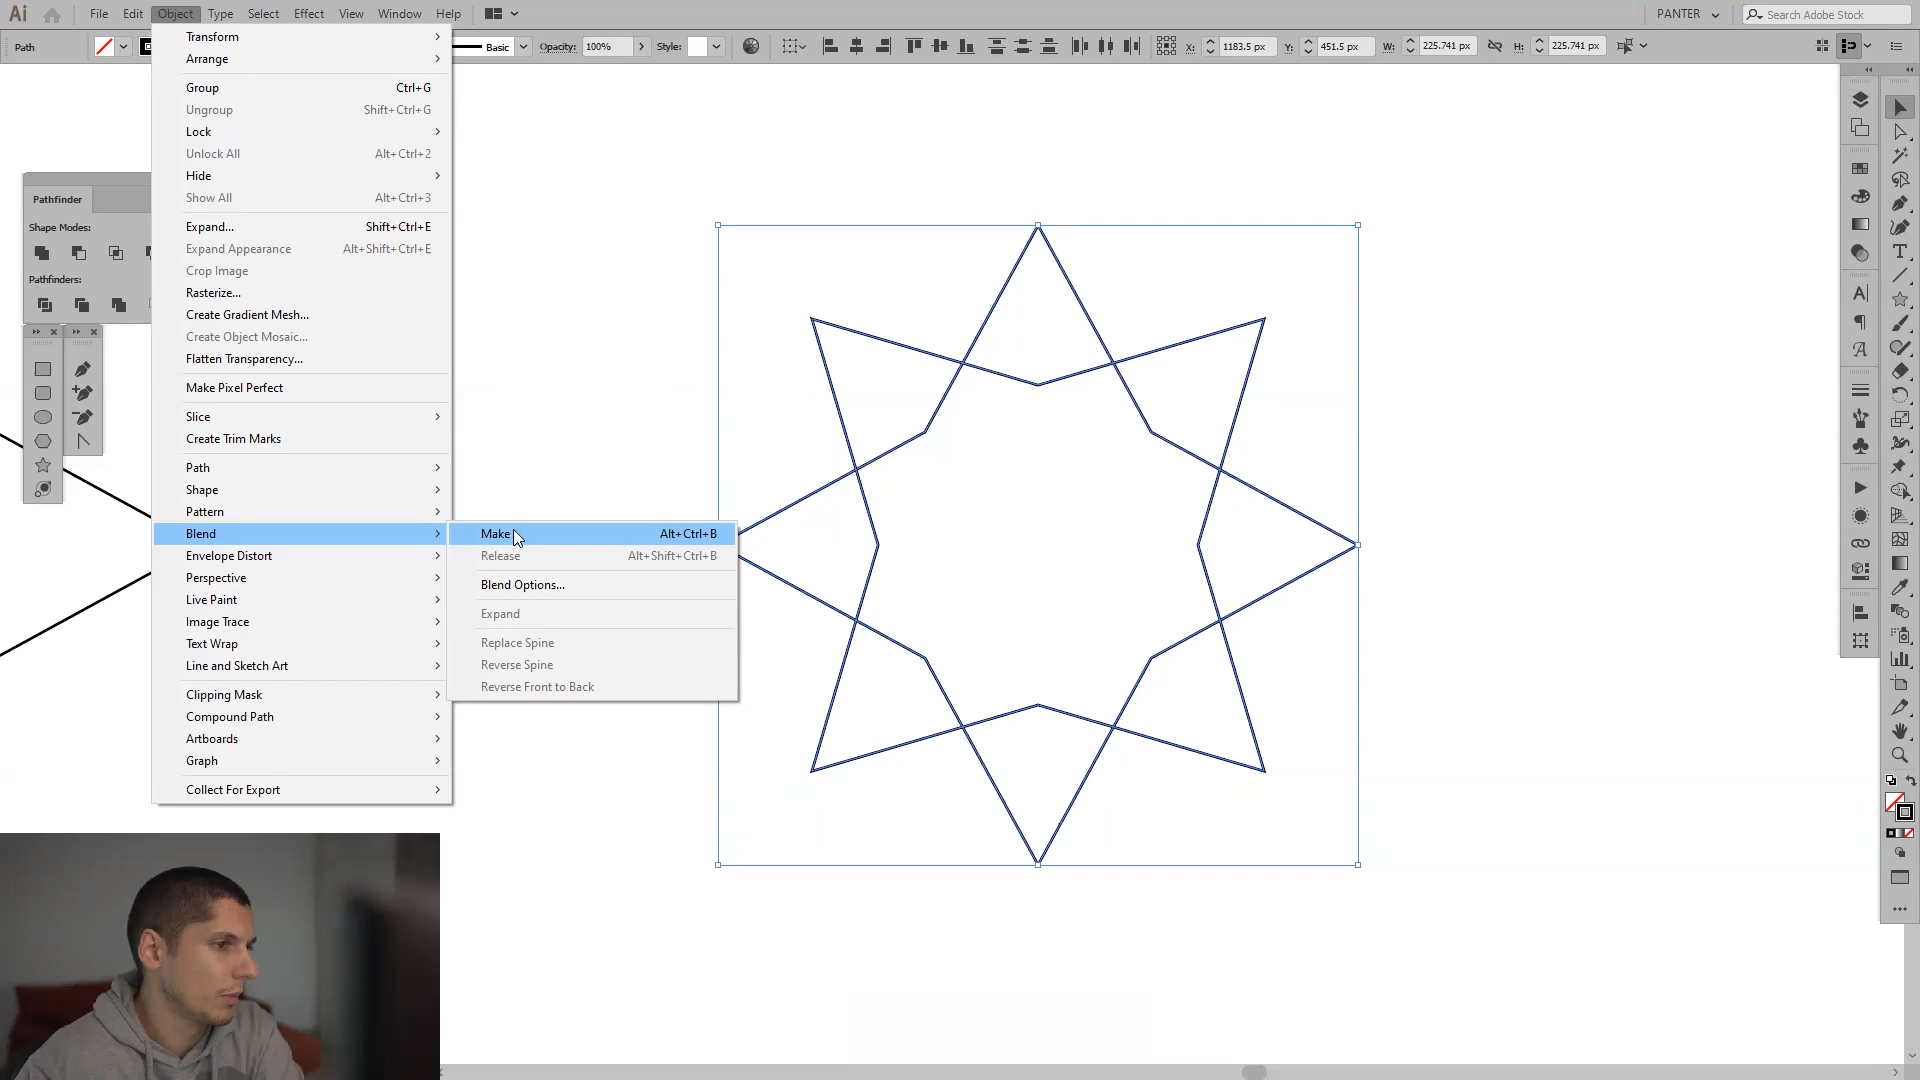 Ai File Edit Object Type Select Effect View Window Help PANTER Search Adobe Stock
Path Basic Opacity: 100% Style: X: 1183.5 px Y: 451.5 px W: 225.741 px H: 225.741 px
Transform
Arrange
Group Ctrl+G
Ungroup Shift+Ctrl+G
Lock
Unlock All Alt+Ctrl+2
Hide
Show All Alt+Ctrl+3
Expand... Shift+Ctrl+E
Expand Appearance Alt+Shift+Ctrl+E
Crop Image
Rasterize...
Create Gradient Mesh...
Create Object Mosaic...
Flatten Transparency...
Make Pixel Perfect
Slice
Create Trim Marks
Path
Shape
Pattern
Blend
Envelope Distort
Perspective
Live Paint
Image Trace
Text Wrap
Line and Sketch Art
Clipping Mask
Compound Path
Artboards
Graph
Collect For Export
Make Alt+Ctrl+B
Release Alt+Shift+Ctrl+B
Blend Options...
Expand
Replace Spine
Reverse Spine
Reverse Front to Back
Pathfinder
Shape Modes:
Pathfinders: